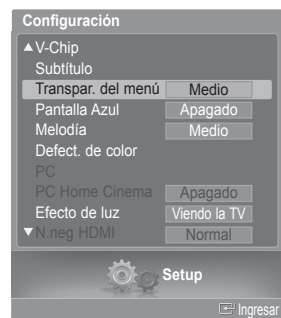 Configuración
▲V-Chip
Subtítulo
Transpar. del menú Medio
Pantalla Azul Apagado
Melodía Medio
Defect. de color
PC
PC Home Cinema Apagado
Efecto de luz Viendo la TV
▼N.neg HDMI Normal
Setup
Ingresar